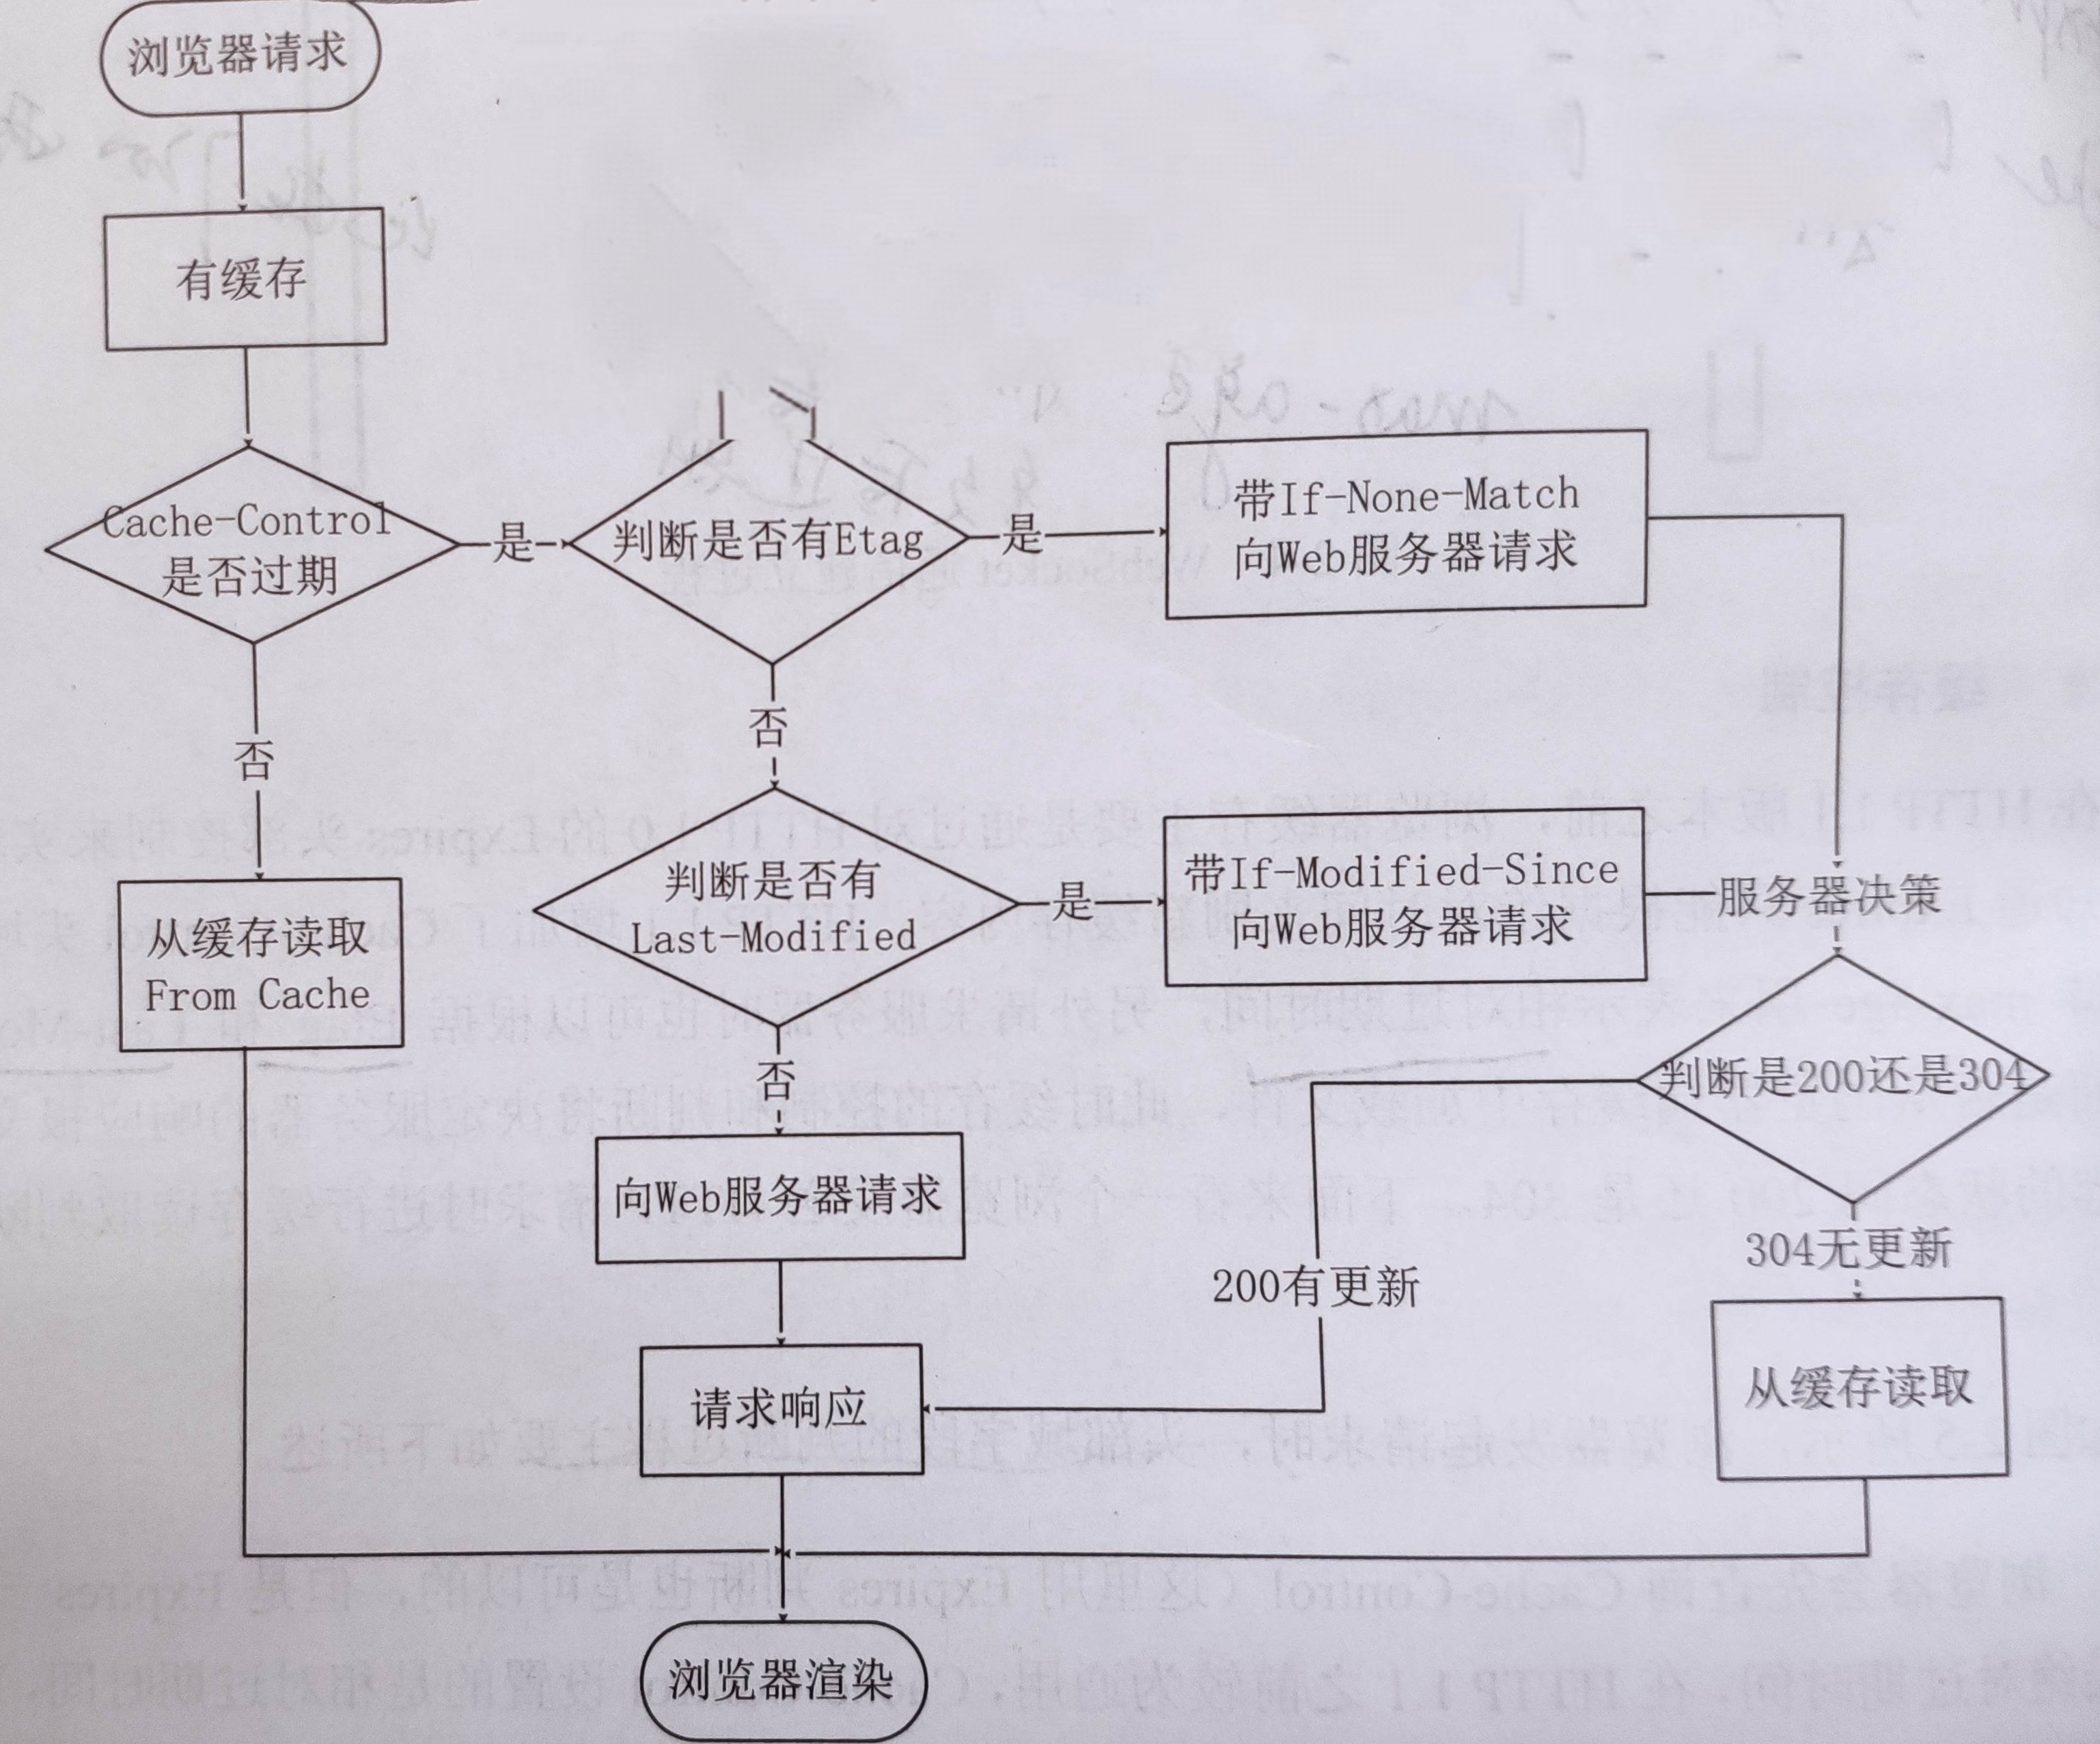 浏览器请求
有缓存
Cache-Control
是否过期
是
判断是否有Etag
是
带If-None-Match
向Web服务器请求
否
否
从缓存读取
From Cache
判断是否有
Last-Modified
是
带If-Modified-Since
向Web服务器请求
服务器决策
判断是200还是304
否
向Web服务器请求
200有更新
304无更新
请求响应
从缓存读取
浏览器渲染